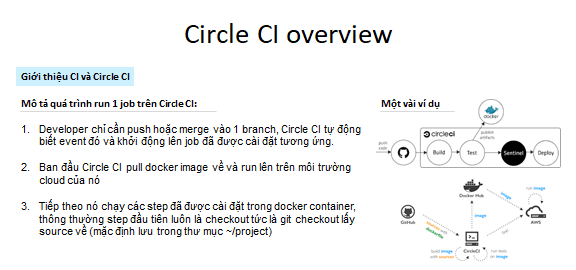 Circle CI overview
Giới thiệu CI và Circle CI
Mô tả quá trình run 1 job trên Circle CI:
1. Developer chỉ cần push hoặc merge vào 1 branch, Circle CI tự động
biết event đó và khởi động lên job đã được cài đặt tương ứng.
2. Ban đầu Circle CI pull docker image về và run lên trên môi trường
cloud của nó
3. Tiếp theo nó chạy các step đã được cài đặt trong docker container,
thông thường step đầu tiên luôn là checkout tức là git checkout lấy
source về (mặc định lưu trong thư mục ~/project)
Một vài ví dụ
docker
circleci
publish
artifacts
push
code
Build
Test
Sentinel
Deploy
Docker Hub
image
run image
GitHub
image
AWS
dockerfile
build image
with sources
CircleCI
run tests
on image